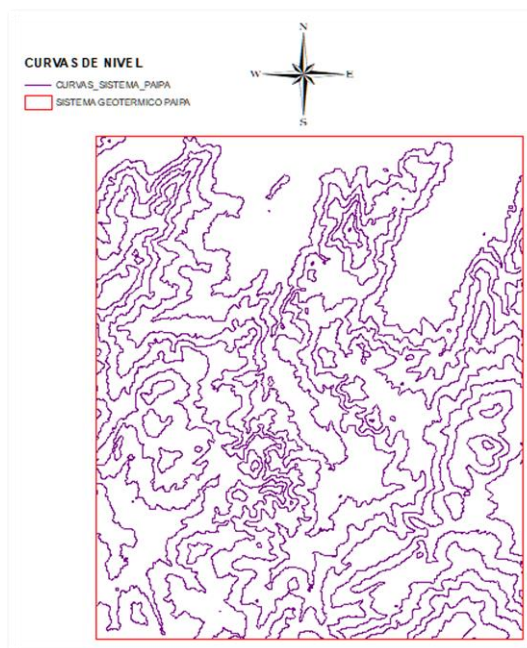 N
CURVAS DE NIVEL
W E
CURVAS_SISTEMA_PAIPA
SISTEMA GEOTERMICO PAIPA
S